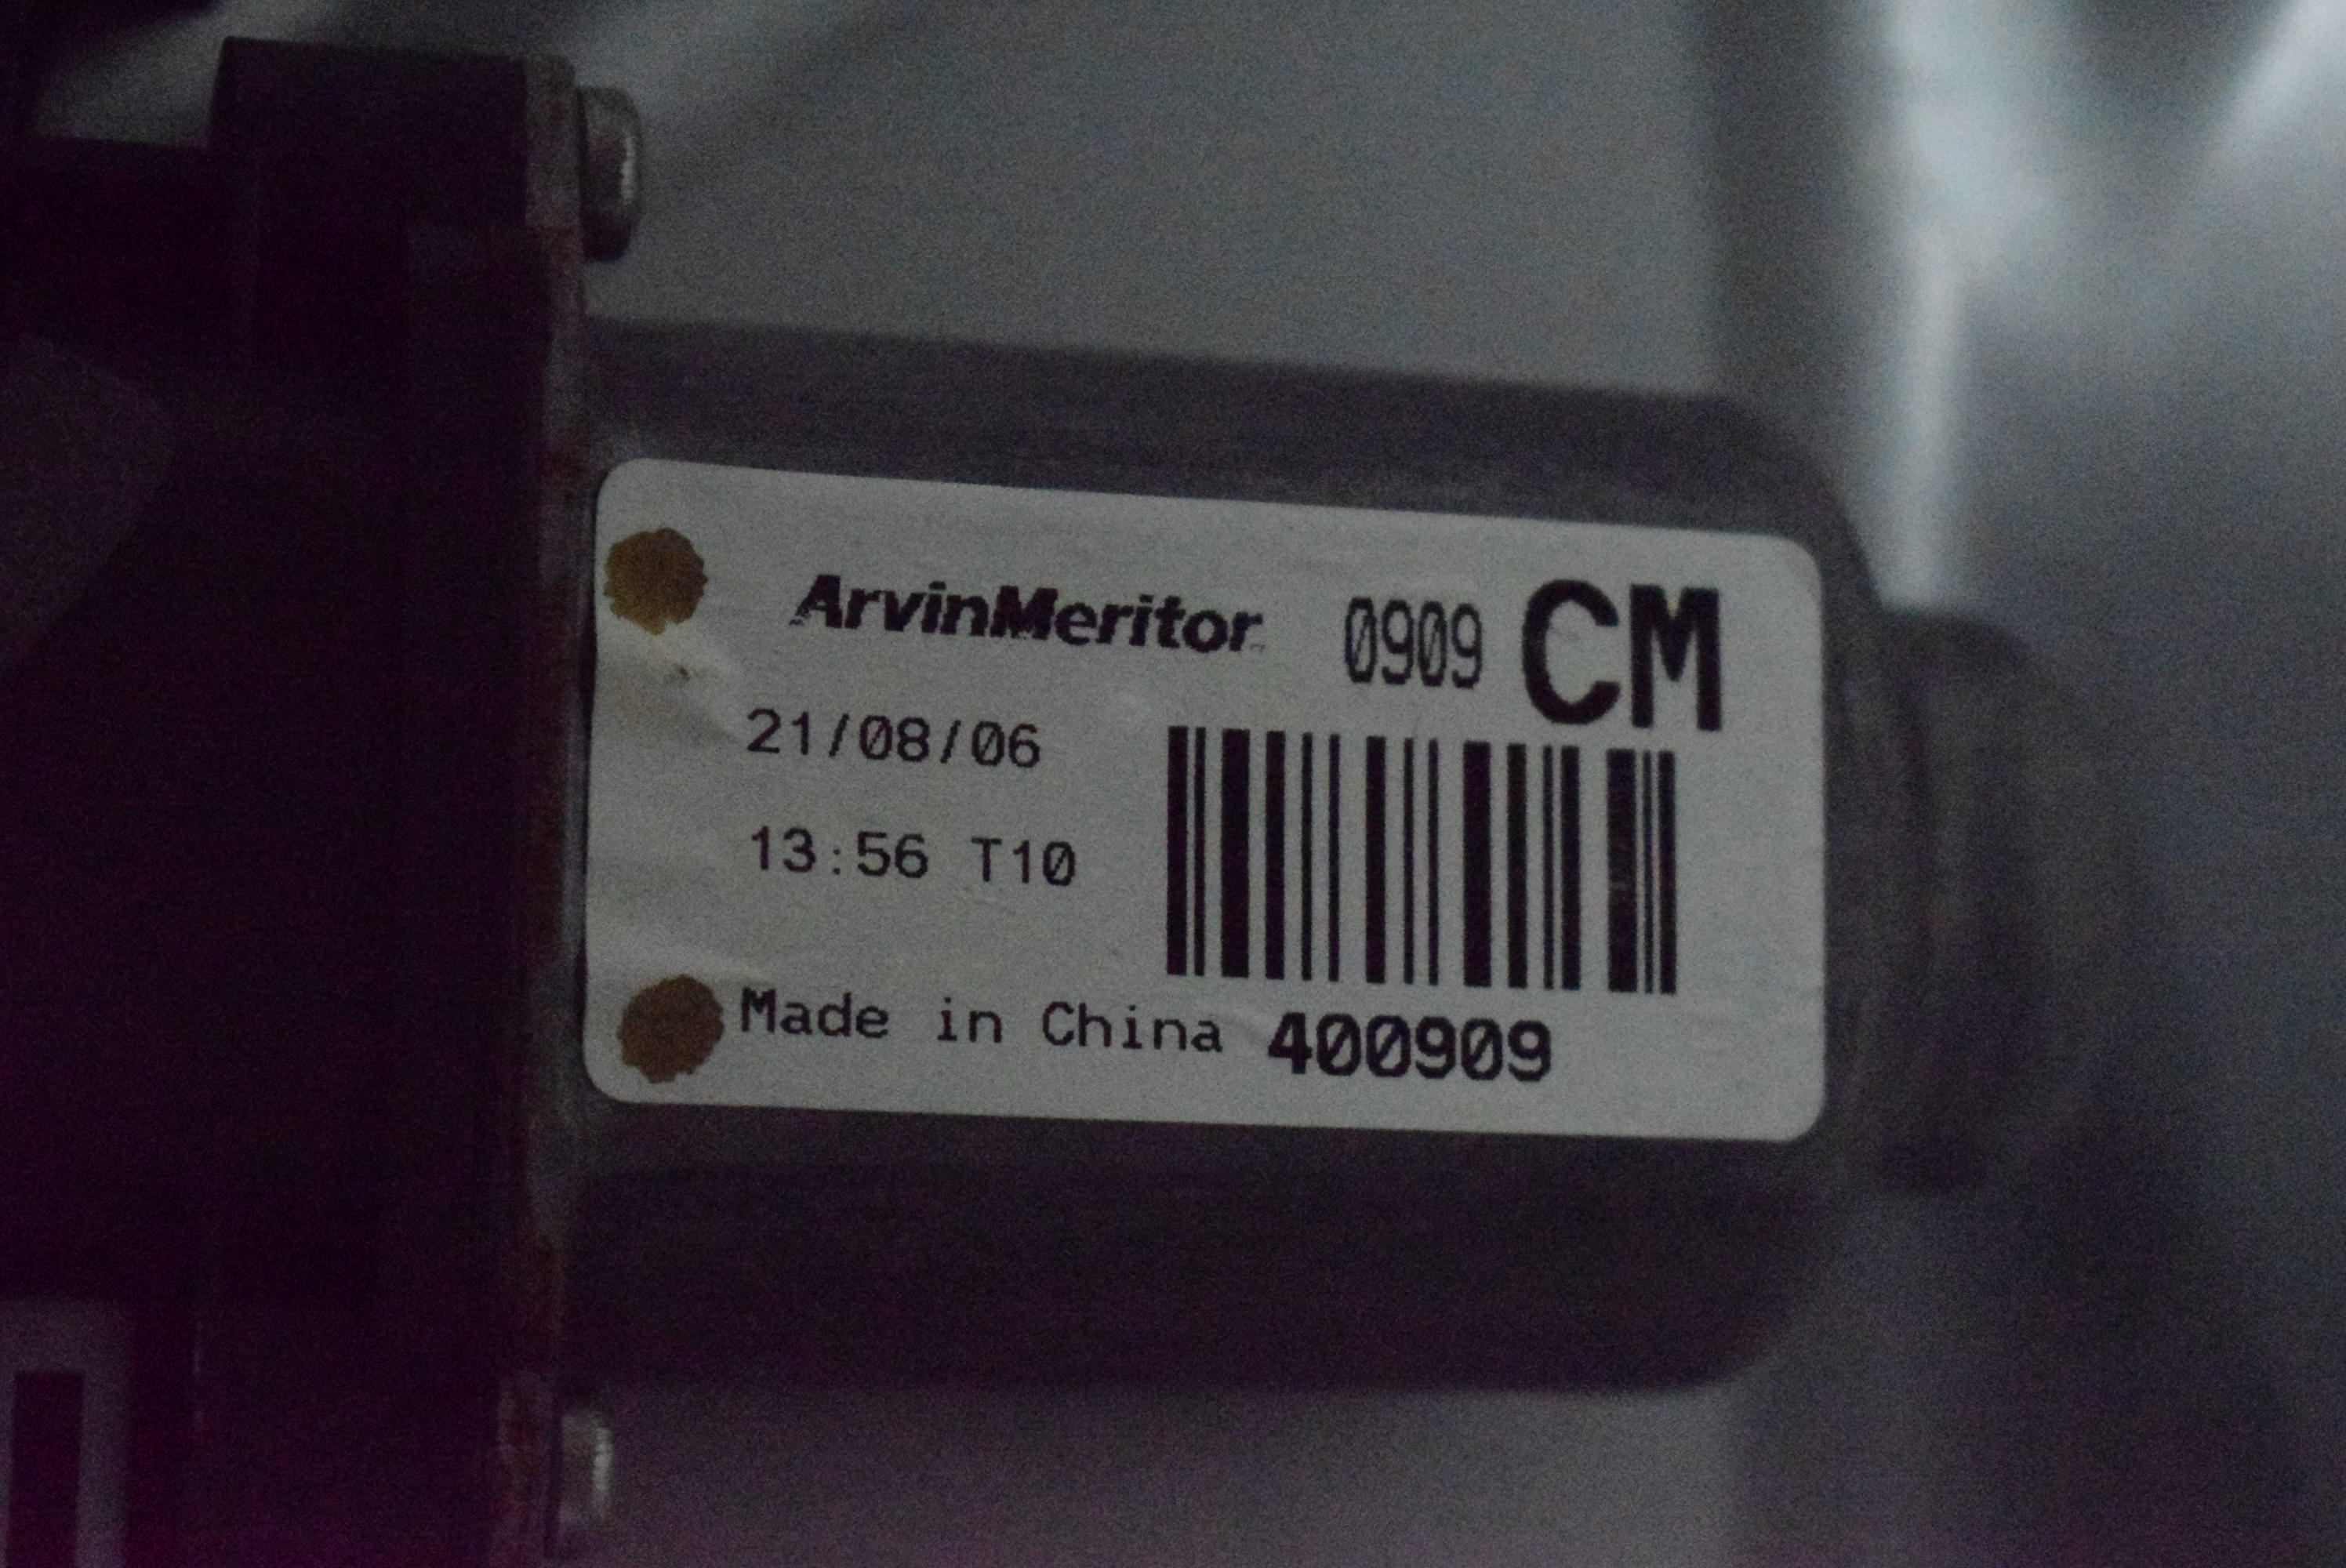 ArvinMeritor 0909 CM
21/08/06
13:56 T10
Made in China 400909